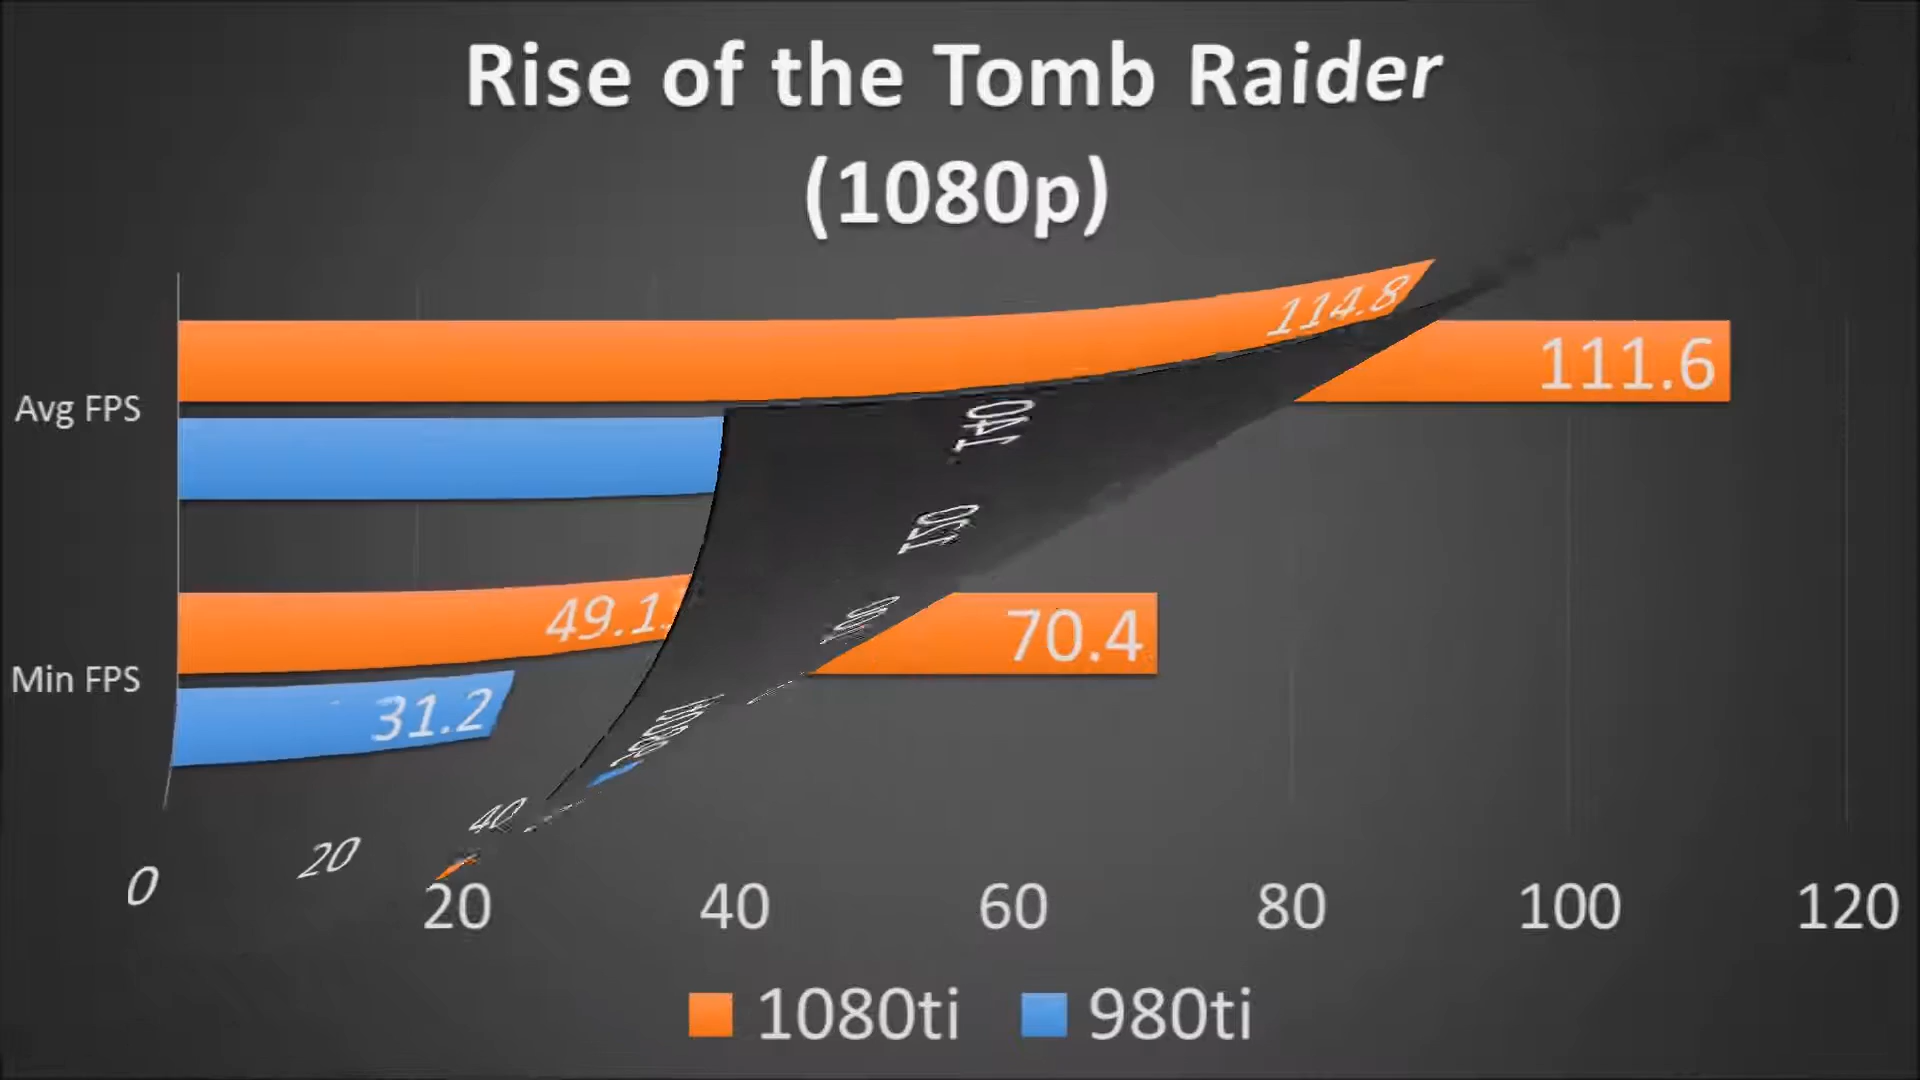 Rise of the Tomb Raider
(1080p)
114.8
111.6
Avg FPS
140
120
49.1
70.4
Min FPS
31.2
40
0
20
20
40
60
80
100
120
1080ti
980ti